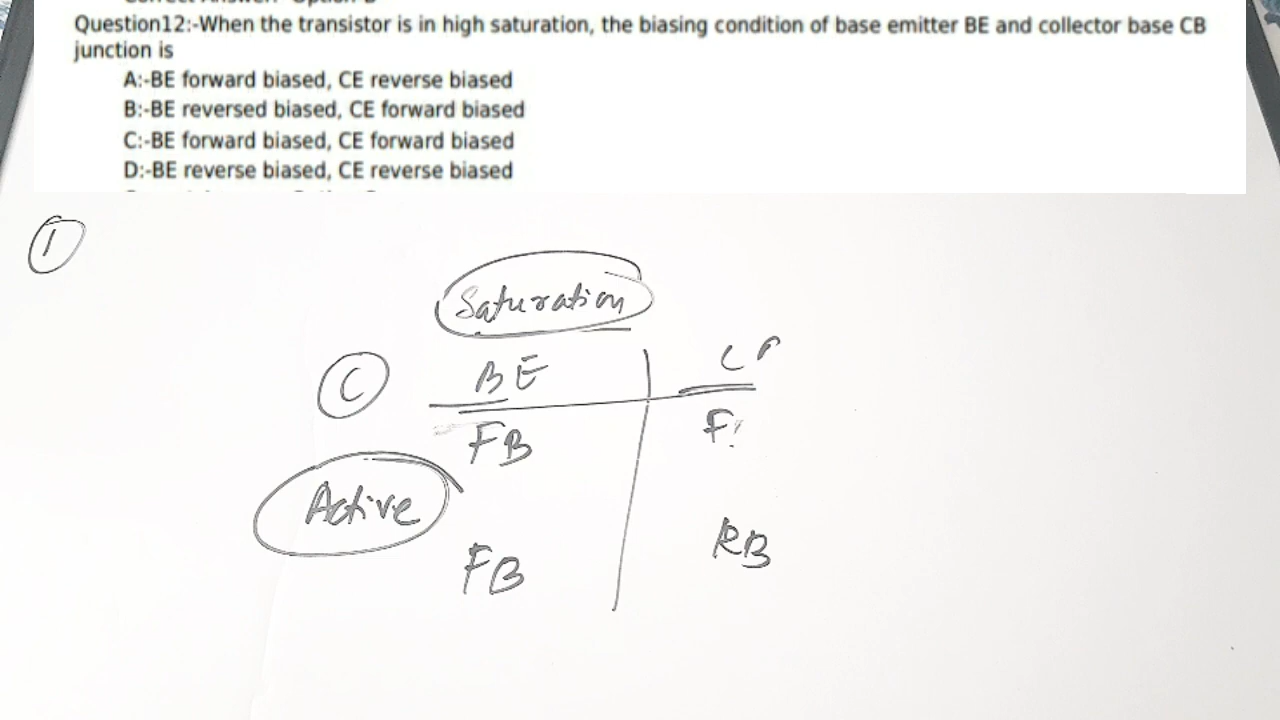 Question12:-When the transistor is in high saturation, the biasing condition of base emitter BE and collector base CB
junction is
A:-BE forward biased, CE reverse biased
B:-BE reversed biased, CE forward biased
C:-BE forward biased, CE forward biased
D:-BE reverse biased, CE reverse biased
1
Saturation
C BE
FB F
Active
FB RB